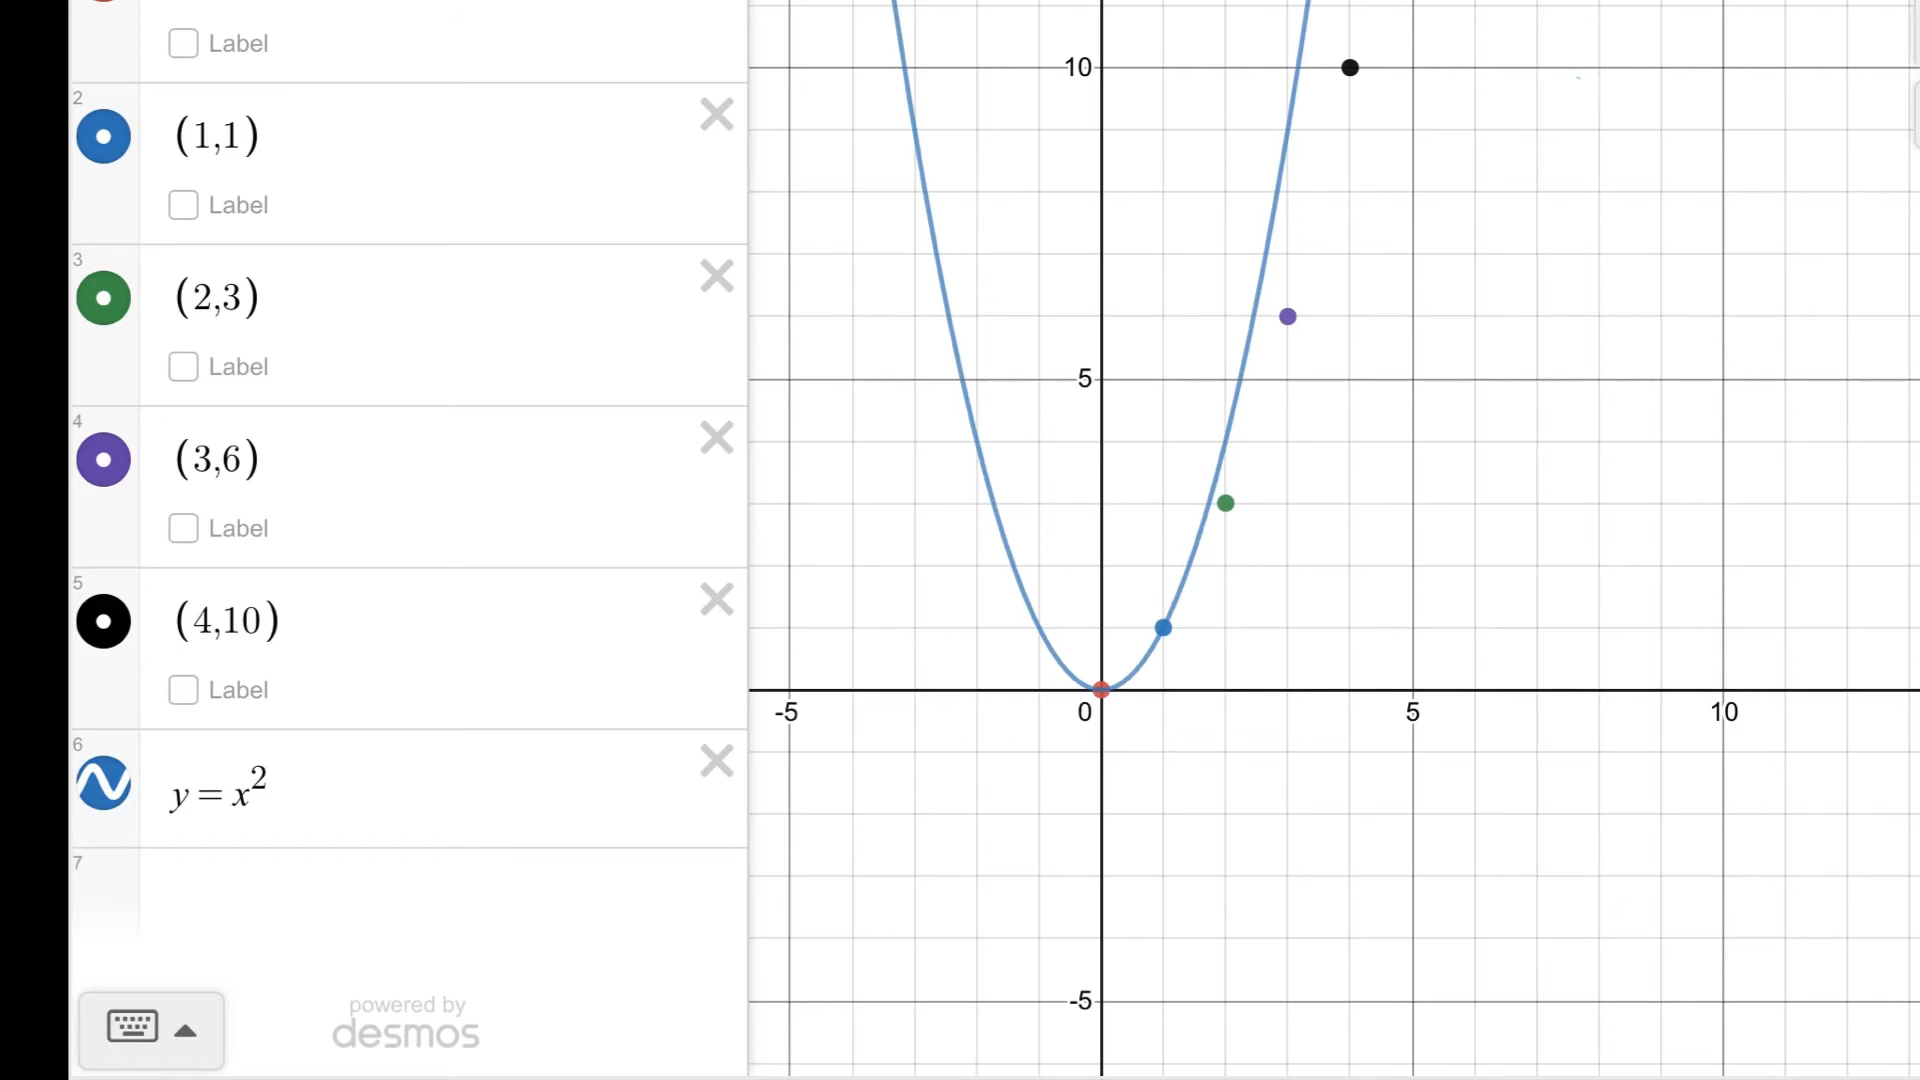 Label
2
(1,1)
Label
3
(2,3)
Label
4
(3,6)
Label
5
(4,10)
Label
6
y = x²
7
powered by
desmos
10
5
-5
0
5
10
-5